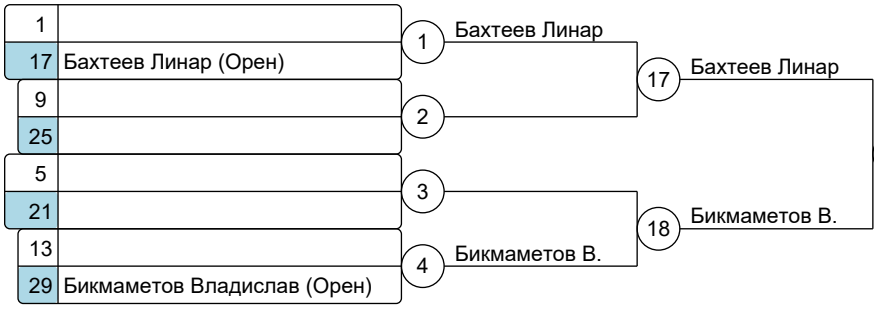 1
17 Бахтеев Линар (Орен)
1
Бахтеев Линар
9
25
2
17
Бахтеев Линар
5
21
3
13
29 Бикмаметов Владислав (Орен)
4
Бикмаметов В.
18
Бикмаметов В.